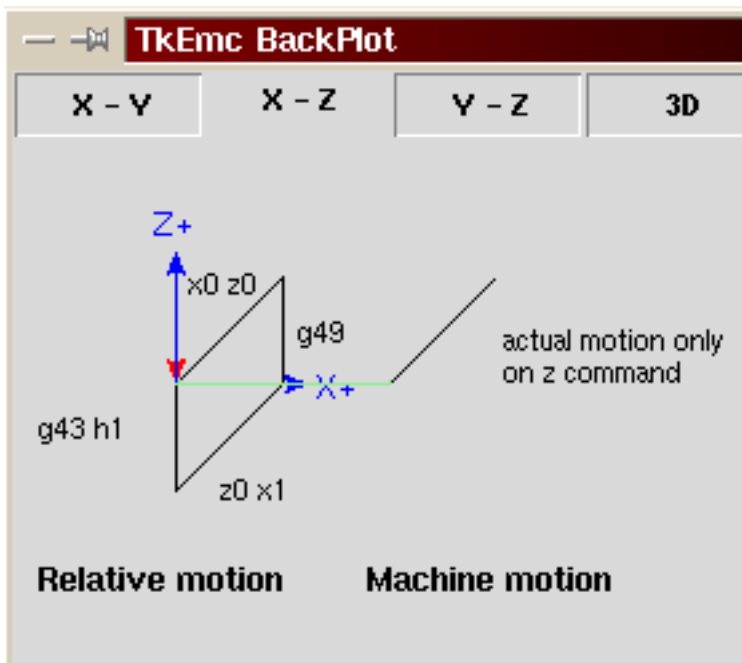 TkEmc BackPlot
X - Y
X - Z
Y - Z
3D
Z+
x0 z0
g49
actual motion only
on z command
X+
g43 h1
z0 x1
Relative motion
Machine motion